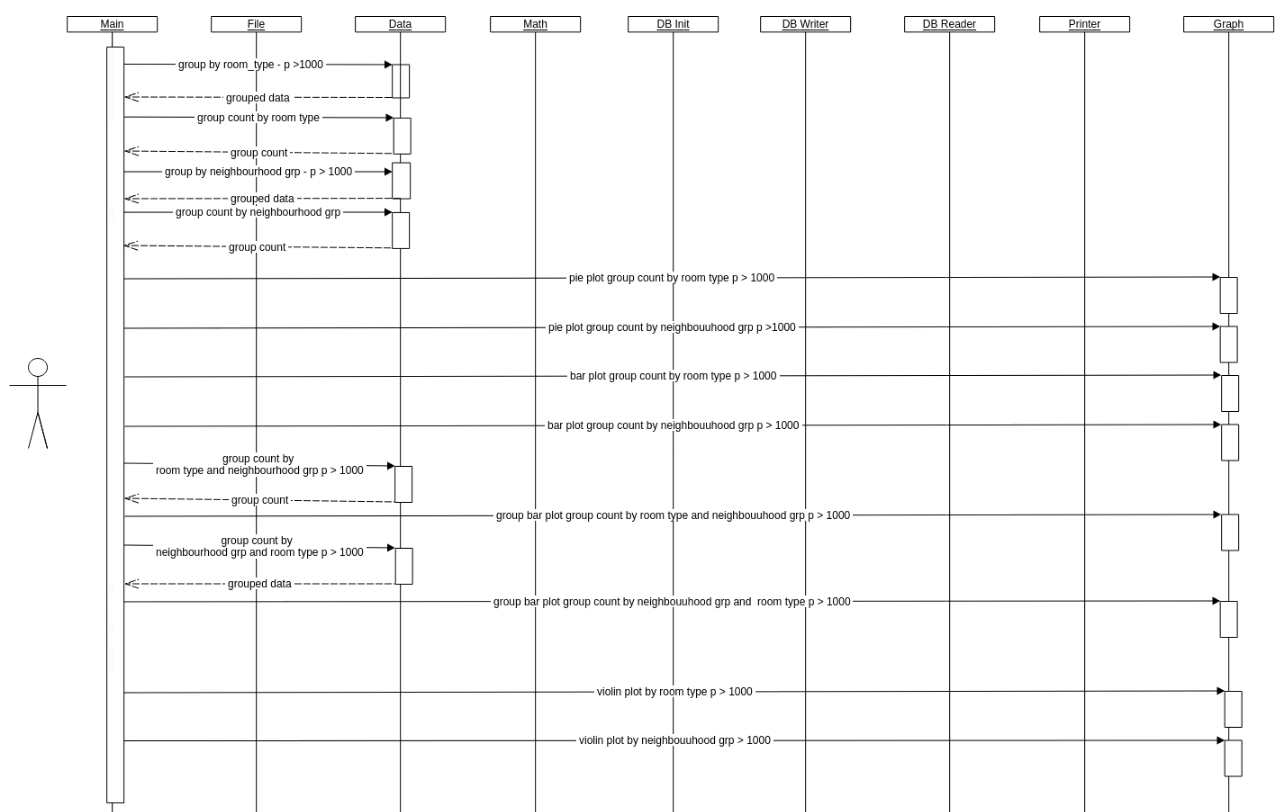 Main
File
Data
Math
DB Init
DB Writer
DB Reader
Printer
Graph
group by room_type - p >1000
grouped data
group count by room type
group count
group by neighbourhood grp - p > 1000
grouped data
group count by neighbourhood grp
group count
pie plot group count by room type p > 1000
pie plot group count by neighbouuhood grp p >1000
bar plot group count by room type p > 1000
bar plot group count by neighbouuhood grp p > 1000
group count by
room type and neighbourhood grp p > 1000
group count
group bar plot group count by room type and neighbouuhood grp p > 1000
group count by
neighbourhood grp and room type p > 1000
grouped data
group bar plot group count by neighbouuhood grp and  room type p > 1000
violin plot by room type p > 1000
violin plot by neighbouuhood grp > 1000